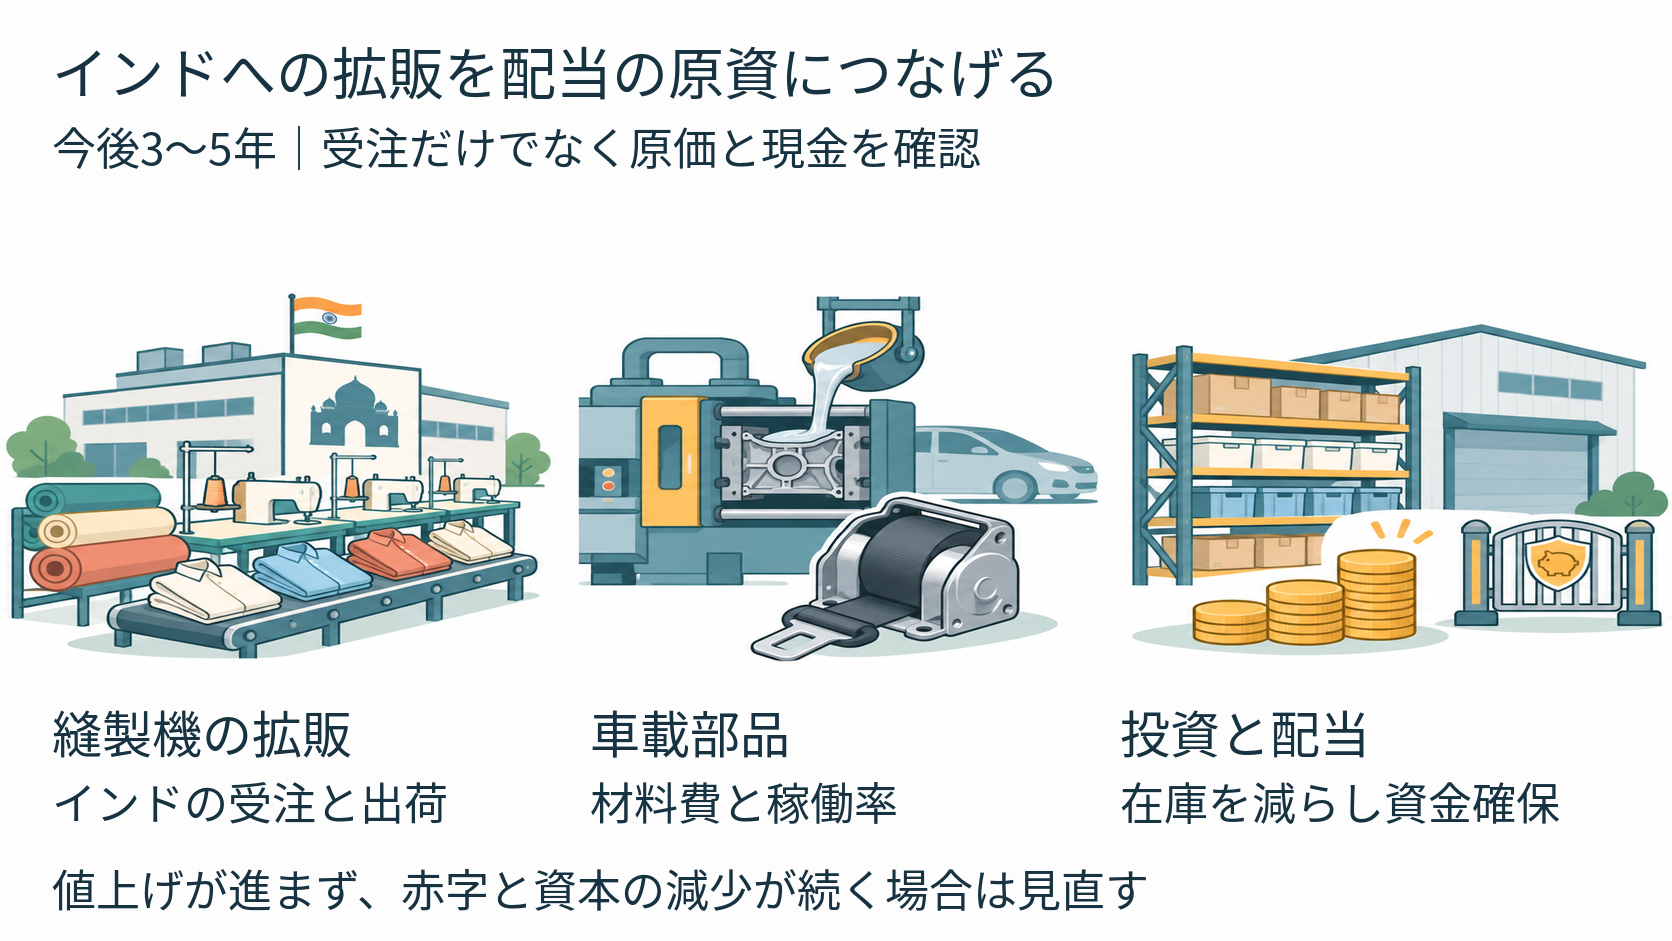 インドへの拡販を配当の原資につなげる
今後3〜5年｜受注だけでなく原価と現金を確認
縫製機の拡販
インドの受注と出荷
車載部品
材料費と稼働率
投資と配当
在庫を減らし資金確保
値上げが進まず、赤字と資本の減少が続く場合は見直す